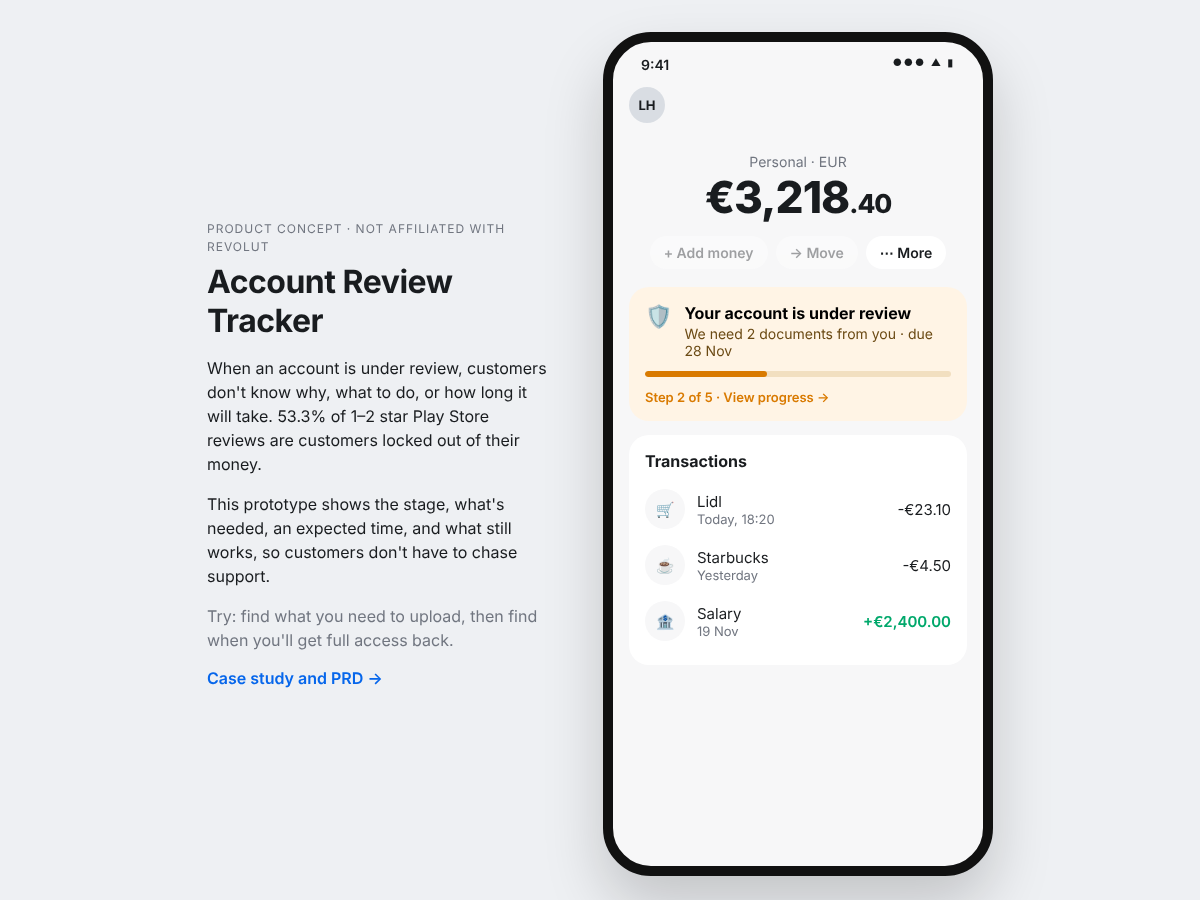 PRODUCT CONCEPT · NOT AFFILIATED WITH
REVOLUT
Account Review
Tracker
When an account is under review, customers
don't know why, what to do, or how long it
will take. 53.3% of 1–2 star Play Store
reviews are customers locked out of their
money.
This prototype shows the stage, what's
needed, an expected time, and what still
works, so customers don't have to chase
support.
Try: find what you need to upload, then find
when you'll get full access back.
Case study and PRD →
9:41
LH
Personal · EUR
€3,218.40
+ Add money
→ Move
··· More
Your account is under review
We need 2 documents from you · due
28 Nov
Step 2 of 5 · View progress →
Transactions
Lidl
Today, 18:20
-€23.10
Starbucks
Yesterday
-€4.50
Salary
19 Nov
+€2,400.00